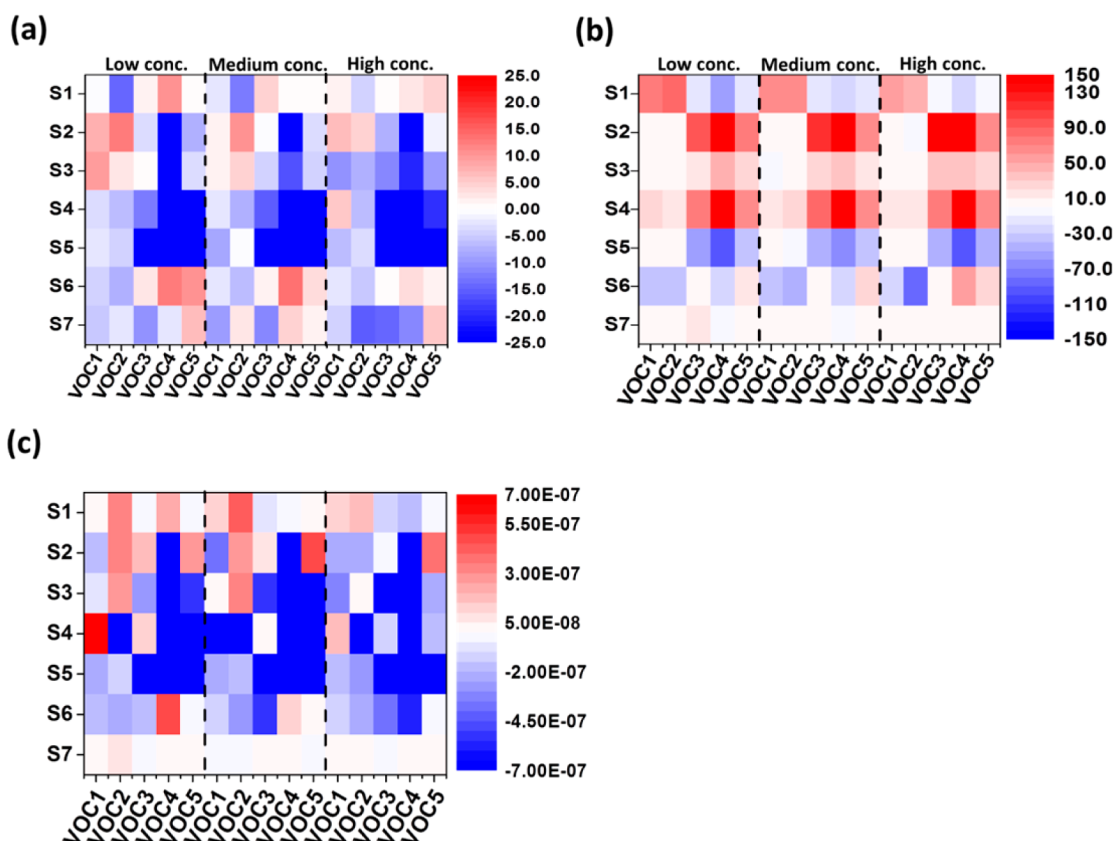 (a)
Low conc. Medium conc. High conc.
S1
S2
S3
S4
S5
S6
S7
VOC1 VOC2 VOC3 VOC4 VOC5 VOC1 VOC2 VOC3 VOC4 VOC5 VOC1 VOC2 VOC3 VOC4 VOC5
25.0
20.0
15.0
10.0
5.00
0.00
-5.00
-10.0
-15.0
-20.0
-25.0
(b)
Low conc. Medium conc. High conc.
S1
S2
S3
S4
S5
S6
S7
VOC1 VOC2 VOC3 VOC4 VOC5 VOC1 VOC2 VOC3 VOC4 VOC5 VOC1 VOC2 VOC3 VOC4 VOC5
150
130
90.0
50.0
10.0
-30.0
-70.0
-110
-150
(c)
S1
S2
S3
S4
S5
S6
S7
VOC1 VOC2 VOC3 VOC4 VOC5 VOC1 VOC2 VOC3 VOC4 VOC5 VOC1 VOC2 VOC3 VOC4 VOC5
7.00E-07
5.50E-07
3.00E-07
5.00E-08
-2.00E-07
-4.50E-07
-7.00E-07